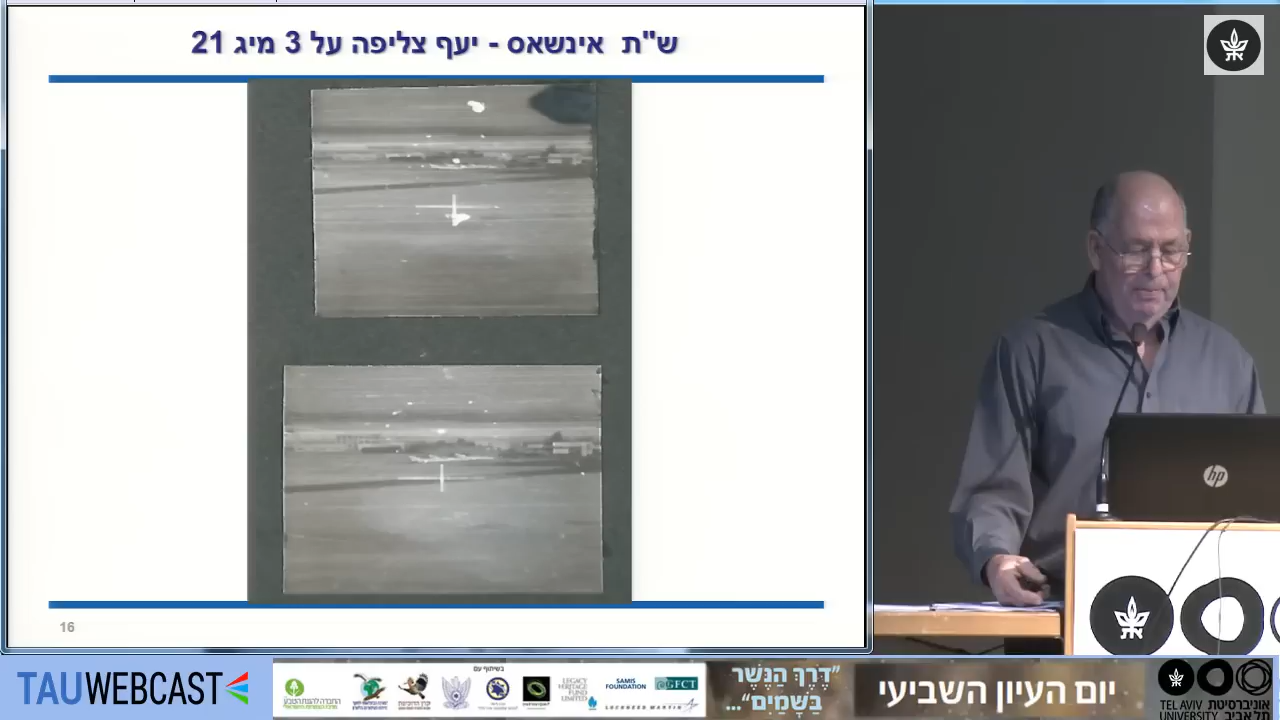 ש"ת אינשאס - יעף צליפה על 3 מיג 21
16
hp
TAUWEBCAST
בשיתוף עם
LEGACY
HERITAGE
FUND
LIMITED
SAMIS
FOUNDATION
GFCT
LOCKHEED MARTIN
"דֶּרֶךְ הַנֶּשֶׁר
בַּשָּׁמַיִם"...
יום העיון השביעי
TEL AVIV
UNIVERSITY
אוניברסיטת
תל אביב